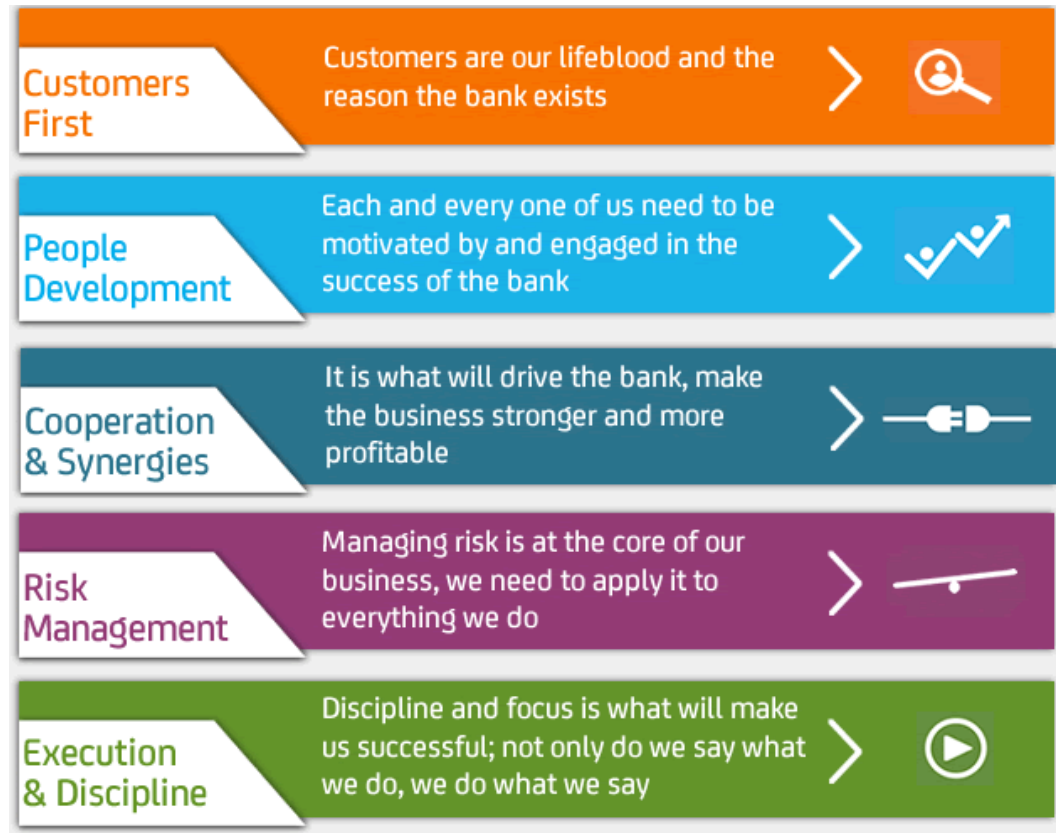 Customers
First
Customers are our lifeblood and the
reason the bank exists
People
Development
Each and every one of us need to be
motivated by and engaged in the
success of the bank
Cooperation
& Synergies
It is what will drive the bank, make
the business stronger and more
profitable
Risk
Management
Managing risk is at the core of our
business, we need to apply it to
everything we do
Execution
& Discipline
Discipline and focus is what will make
us successful; not only do we say what
we do, we do what we say